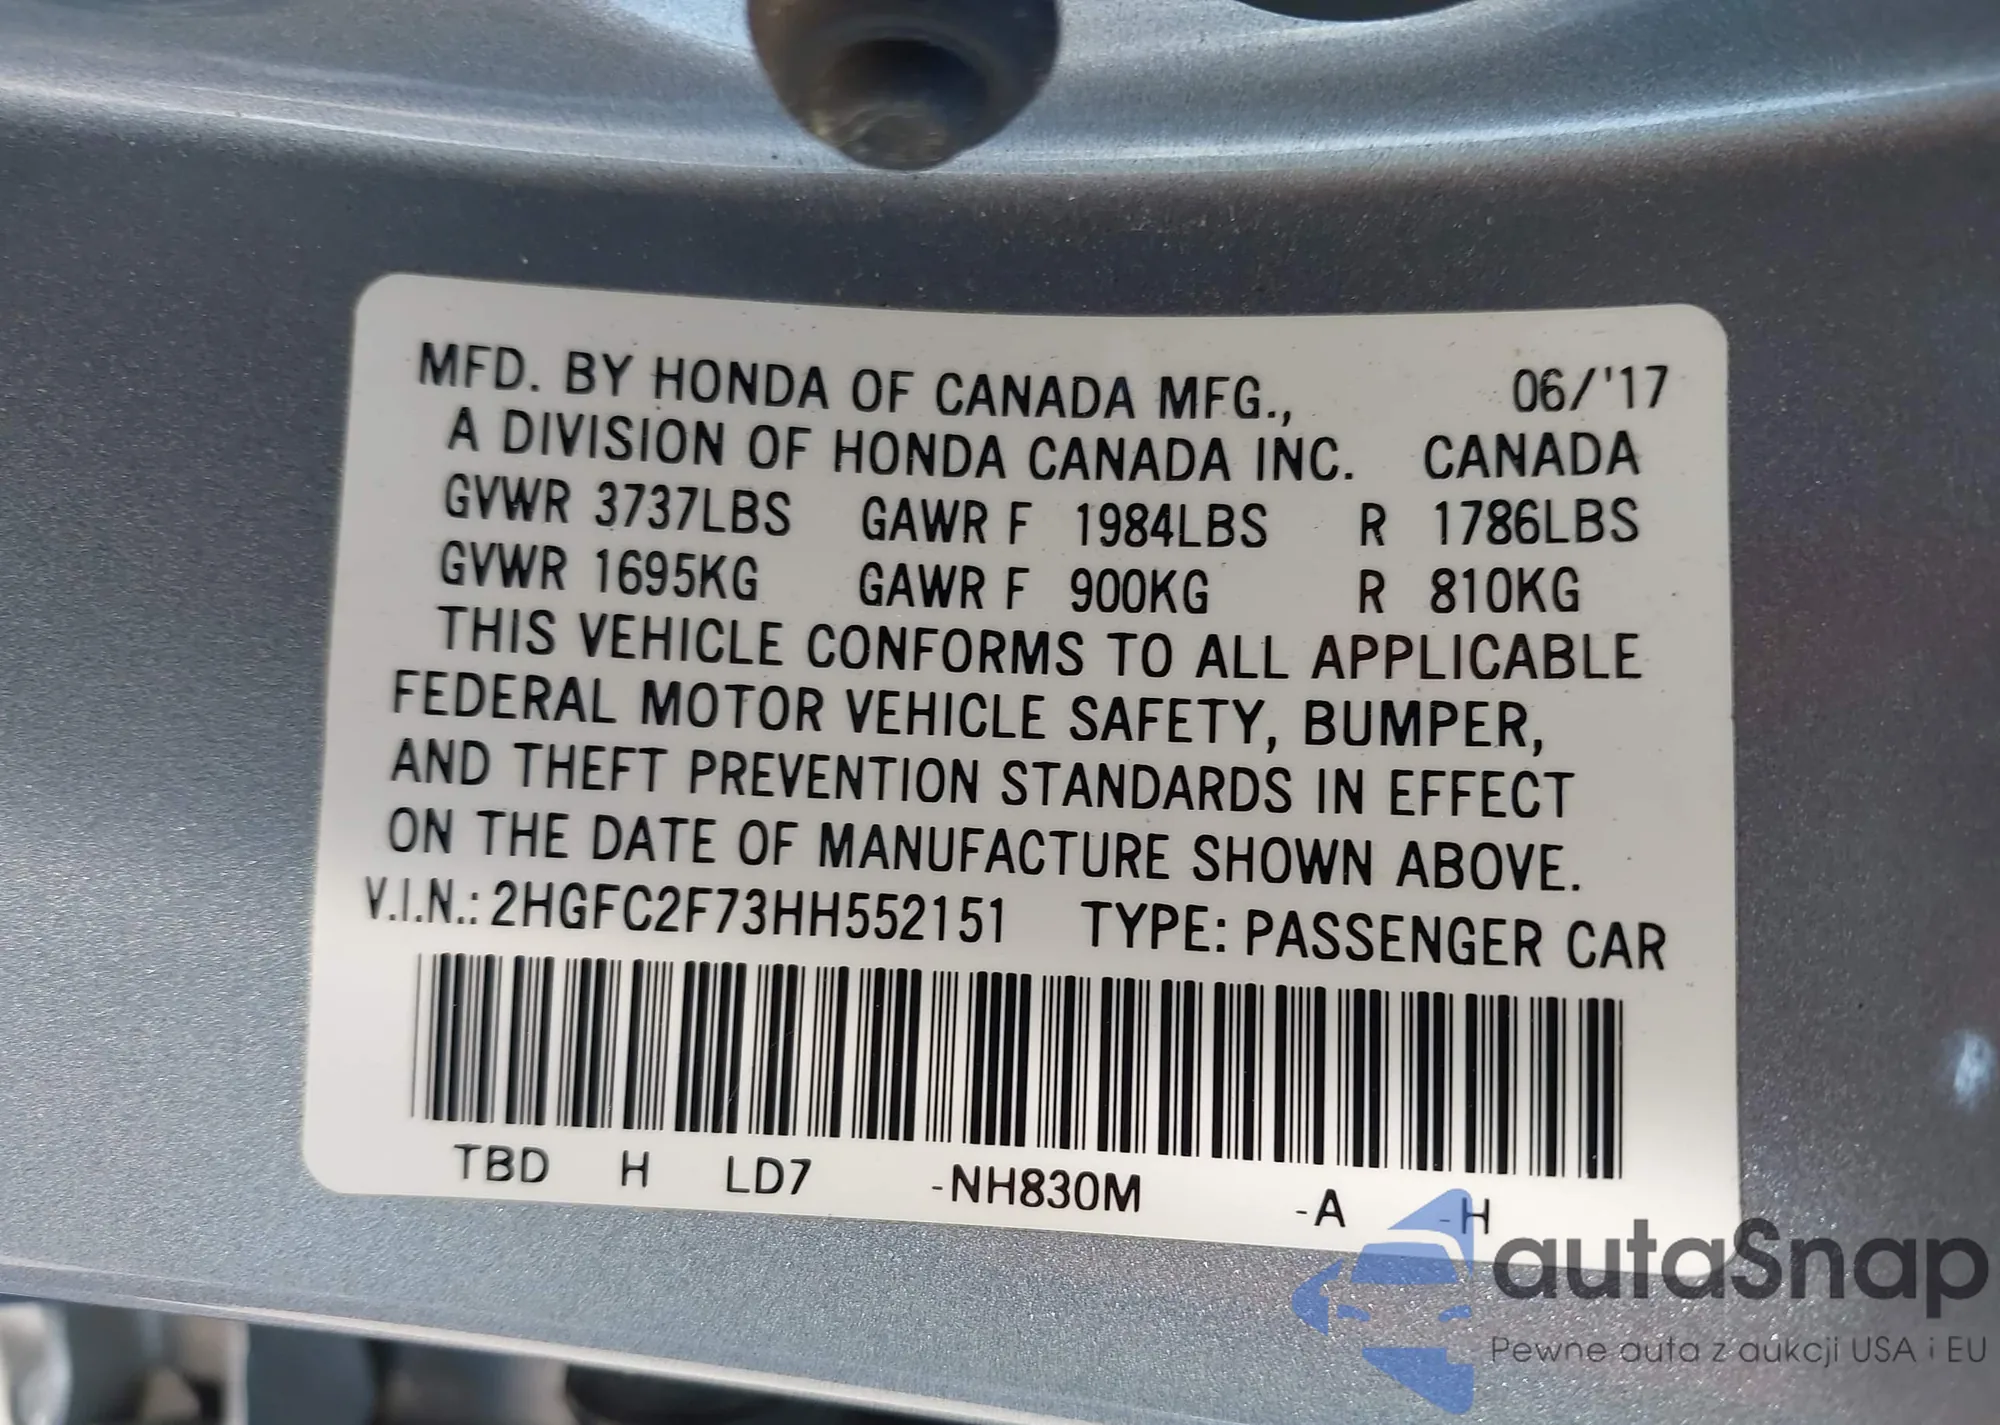 MFD. BY HONDA OF CANADA MFG., 06/'17
A DIVISION OF HONDA CANADA INC. CANADA
GVWR 3737LBS GAWR F 1984LBS R 1786LBS
GVWR 1695KG GAWR F 900KG R 810KG
THIS VEHICLE CONFORMS TO ALL APPLICABLE
FEDERAL MOTOR VEHICLE SAFETY, BUMPER,
AND THEFT PREVENTION STANDARDS IN EFFECT
ON THE DATE OF MANUFACTURE SHOWN ABOVE.
V.I.N.: 2HGFC2F73HH552151 TYPE: PASSENGER CAR
TBD H LD7 -NH830M -A -H
autaSnap
Pewne auta z aukcji USA i EU